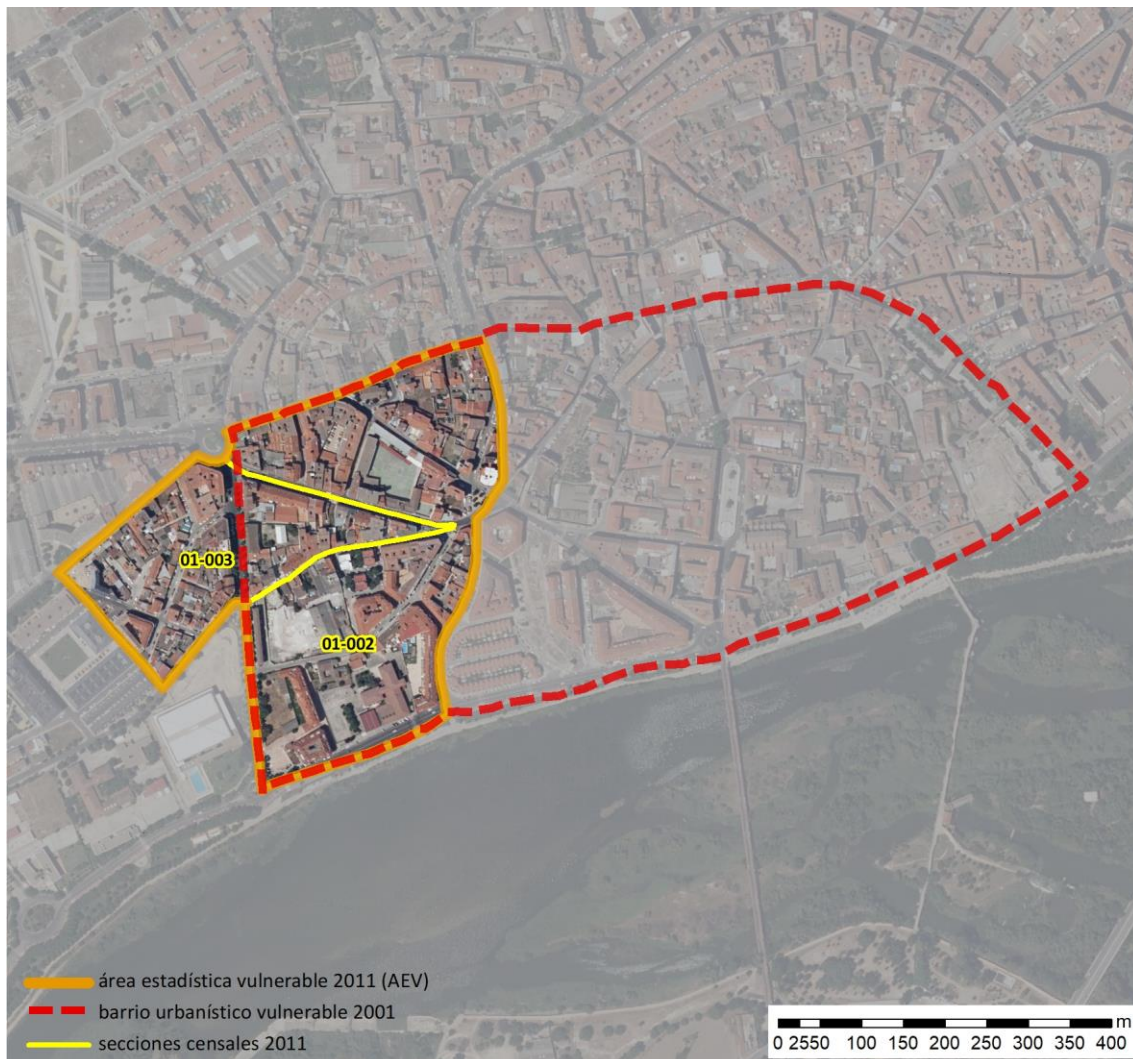 01-003
01-002
área estadística vulnerable 2011 (AEV)
barrio urbanístico vulnerable 2001
secciones censales 2011
m
0 2550 100 150 200 250 300 350 400